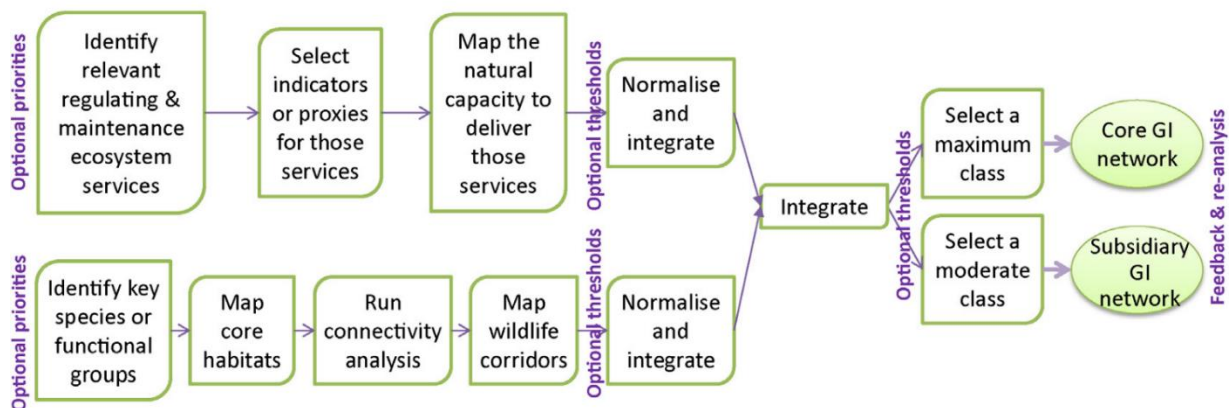 Optional priorities
Identify
relevant
regulating &
maintenance
ecosystem
services
Select
indicators
or proxies
for those
services
Map the
natural
capacity to
deliver
those
services
Optional thresholds
Normalise
and
integrate
Optional priorities
Identify key
species or
functional
groups
Map
core
habitats
Run
connectivity
analysis
Map
wildlife
corridors
Optional thresholds
Normalise
and
integrate
Integrate
Optional thresholds
Select a
maximum
class
Core GI
network
Select a
moderate
class
Subsidiary
GI
network
Feedback & re-analysis